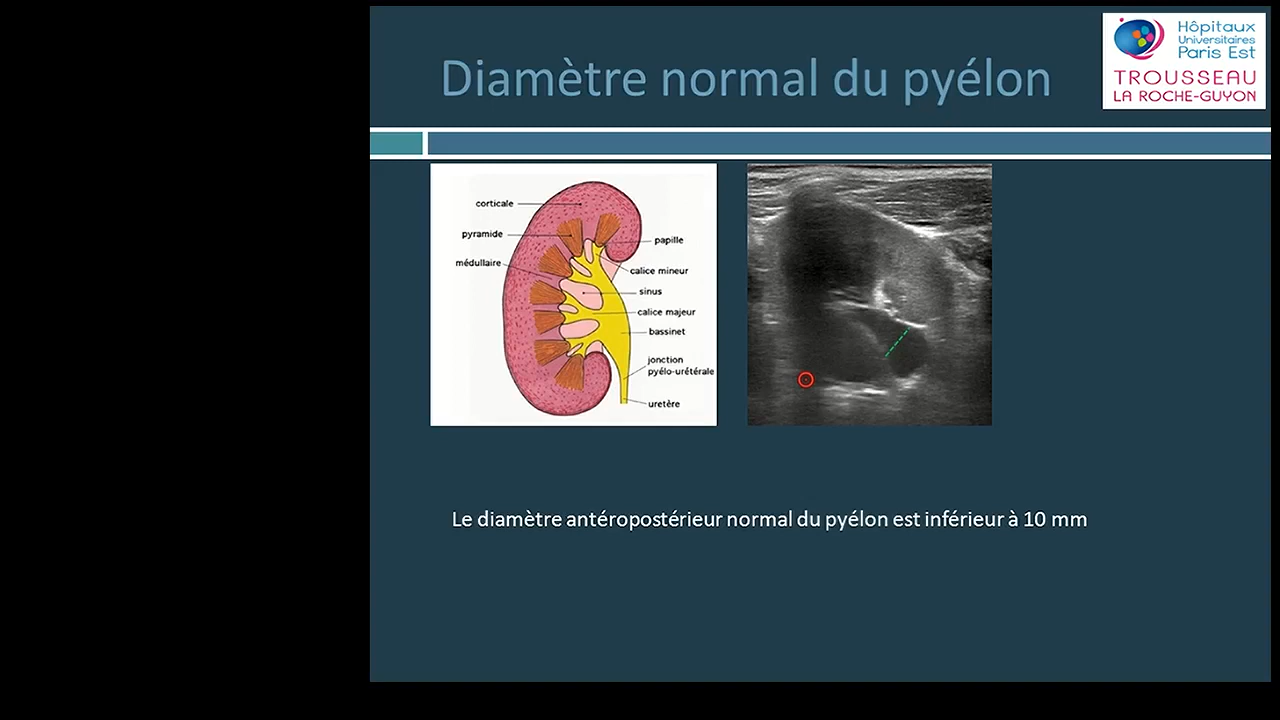 Hôpitaux
Universitaires
Paris Est
TROUSSEAU
LA ROCHE-GUYON
Diamètre normal du pyélon
corticale
pyramide
médullaire
papille
calice mineur
sinus
calice majeur
bassinet
jonction
pyélo-urétérale
uretère
Le diamètre antéropostérieur normal du pyélon est inférieur à 10 mm